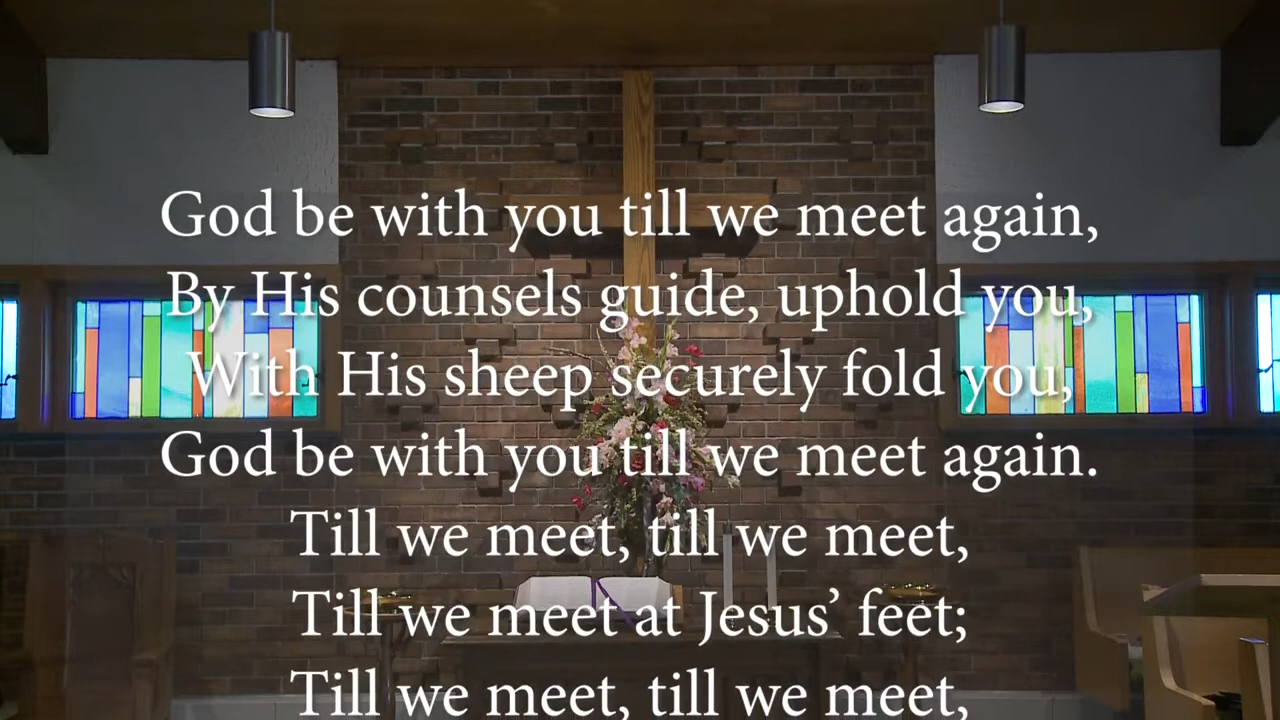 God be with you till we meet again,
By His counsels guide, uphold you,
With His sheep securely fold you,
God be with you till we meet again.
Till we meet, till we meet,
Till we meet at Jesus’ feet;
Till we meet, till we meet,